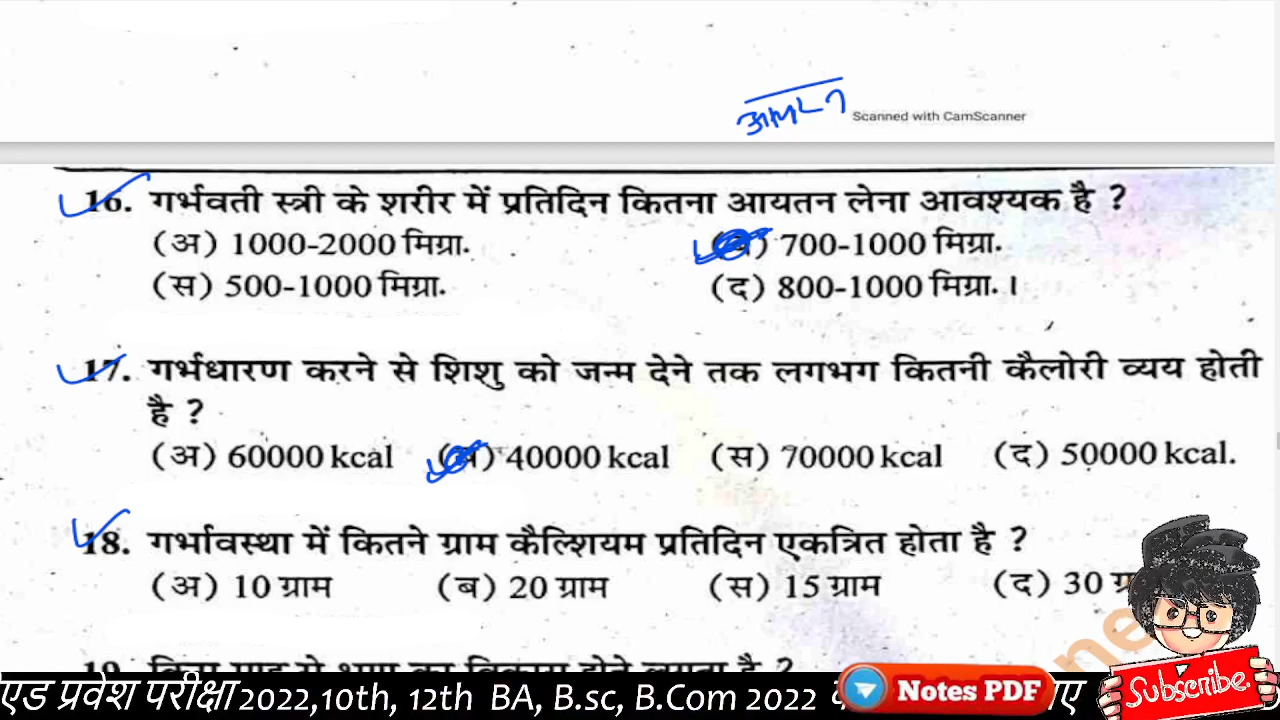 आयरन
Scanned with CamScanner
16. गर्भवती स्त्री के शरीर में प्रतिदिन कितना आयतन लेना आवश्यक है ?
(अ) 1000-2000 मिग्रा. 700-1000 मिग्रा.
(स) 500-1000 मिग्रा. (द) 800-1000 मिग्रा. ।
17. गर्भधारण करने से शिशु को जन्म देने तक लगभग कितनी कैलोरी व्यय होती
है ?
(अ) 60000 kcal 40000 kcal (स) 70000 kcal (द) 50000 kcal.
18. गर्भावस्था में कितने ग्राम कैल्शियम प्रतिदिन एकत्रित होता है ?
(अ) 10 ग्राम (ब) 20 ग्राम (स) 15 ग्राम (द) 30
एड प्रवेश परीक्षा 2022,10th, 12th BA, B.sc, B.Com 2022
Notes PDF
Subscribe.